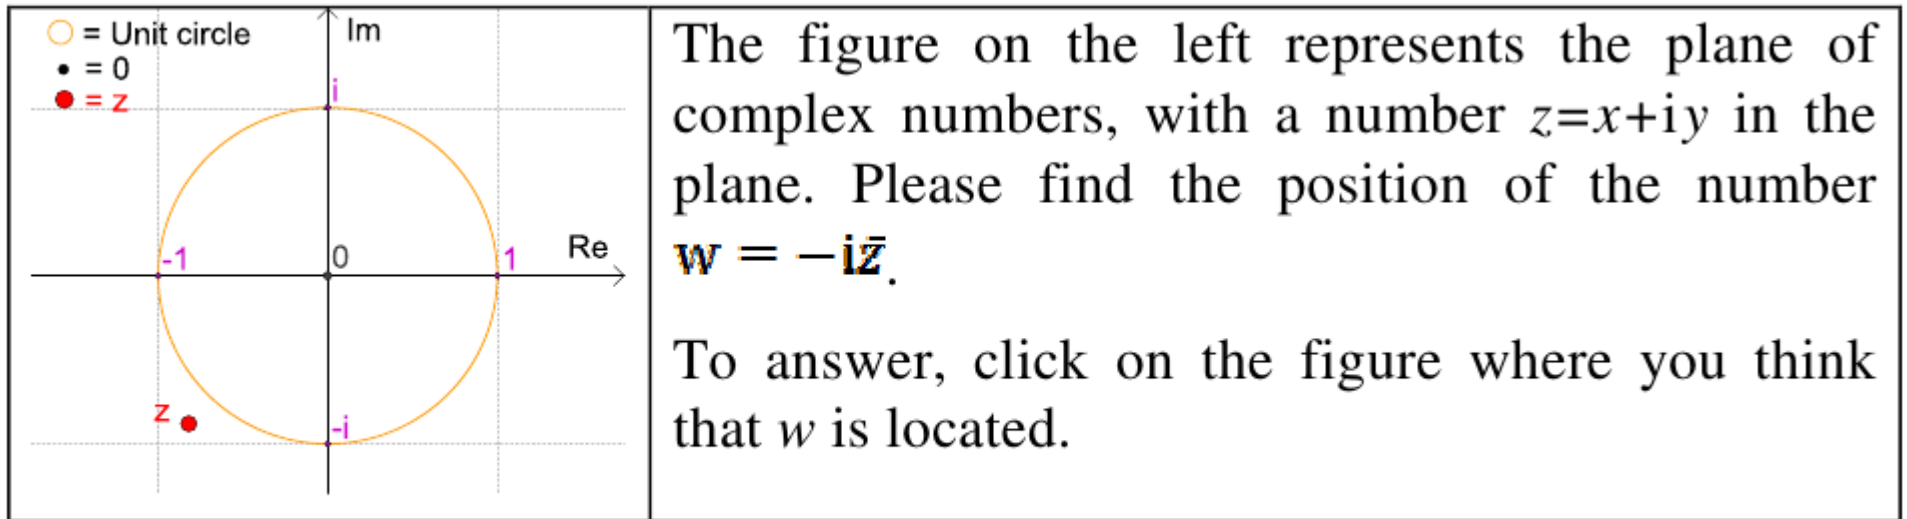 = Unit circle
= 0
= z
Im
i
-1
0
1
Re
z
-i
The figure on the left represents the plane of
complex numbers, with a number z=x+iy in the
plane. Please find the position of the number
w = −iz̄.
To answer, click on the figure where you think
that w is located.